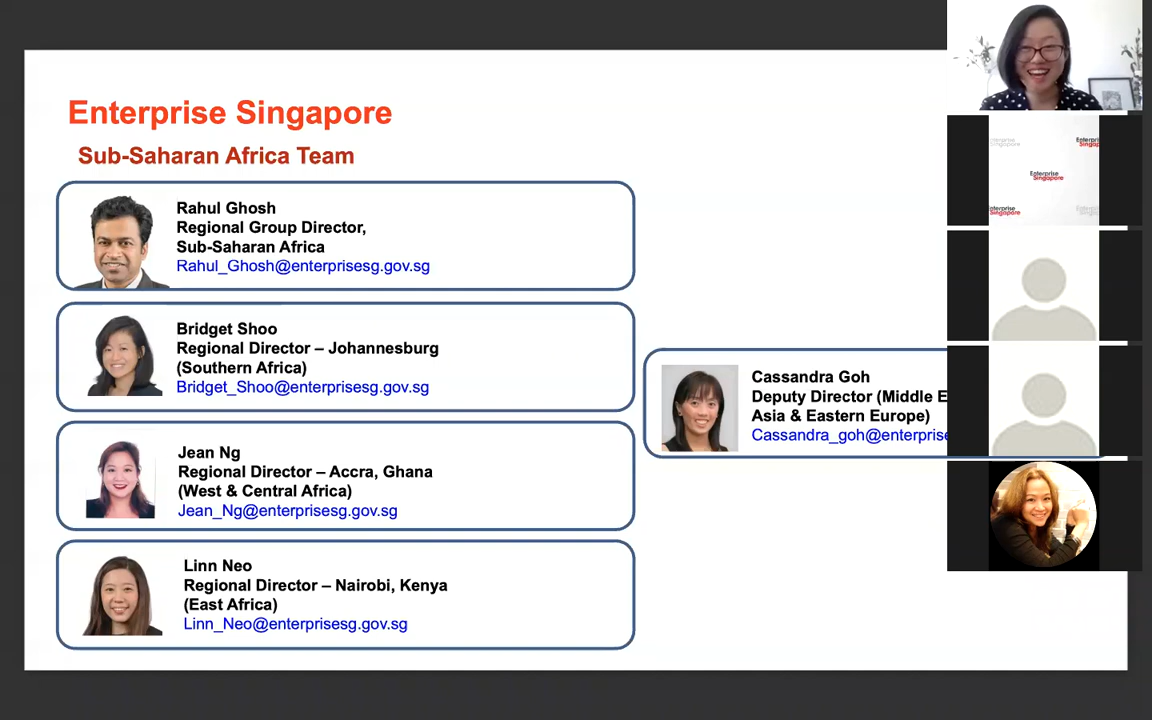 Enterprise Singapore
Sub-Saharan Africa Team
Rahul Ghosh
Regional Group Director,
Sub-Saharan Africa
Rahul_Ghosh@enterprisesg.gov.sg
Bridget Shoo
Regional Director – Johannesburg
(Southern Africa)
Bridget_Shoo@enterprisesg.gov.sg
Jean Ng
Regional Director – Accra, Ghana
(West & Central Africa)
Jean_Ng@enterprisesg.gov.sg
Linn Neo
Regional Director – Nairobi, Kenya
(East Africa)
Linn_Neo@enterprisesg.gov.sg
Cassandra Goh
Deputy Director (Middle E
Asia & Eastern Europe)
Cassandra_goh@enterprise
Enterprise
Singapore